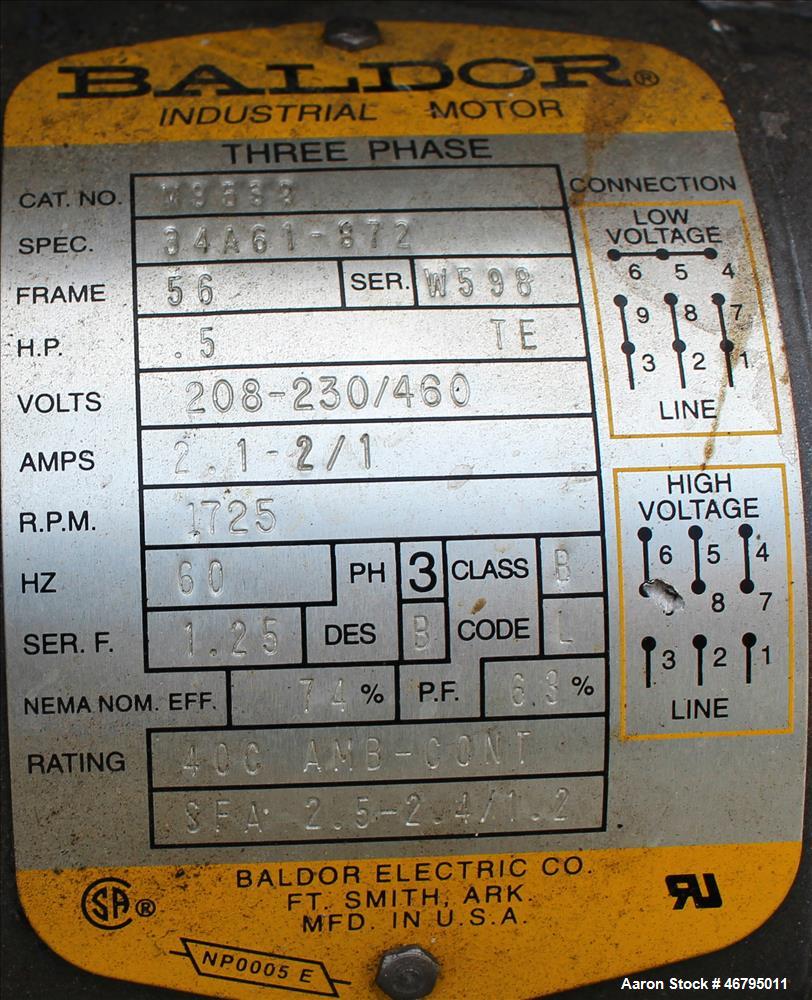 BALDOR®
INDUSTRIAL MOTOR
THREE PHASE
CAT. NO.
SPEC. 34A61-872
FRAME 56 SER. W598
H.P. .5 TE
VOLTS 208-230/460
AMPS 2.1-2/1
R.P.M. 1725
HZ 60 PH 3 CLASS B
SER. F. 1.25 DES B CODE L
NEMA NOM. EFF. 74 % P.F. 63 %
RATING 40C AMB-CONT
SFA 2.5-2.4/1.2
CONNECTION
LOW
VOLTAGE
6 5 4
9 8 7
3 2 1
LINE
HIGH
VOLTAGE
6 5 4
8 7
3 2 1
LINE
BALDOR ELECTRIC CO.
FT. SMITH, ARK.
MFD. IN U.S.A.
SA ®
NP0005 E
Aaron Stock # 46795011